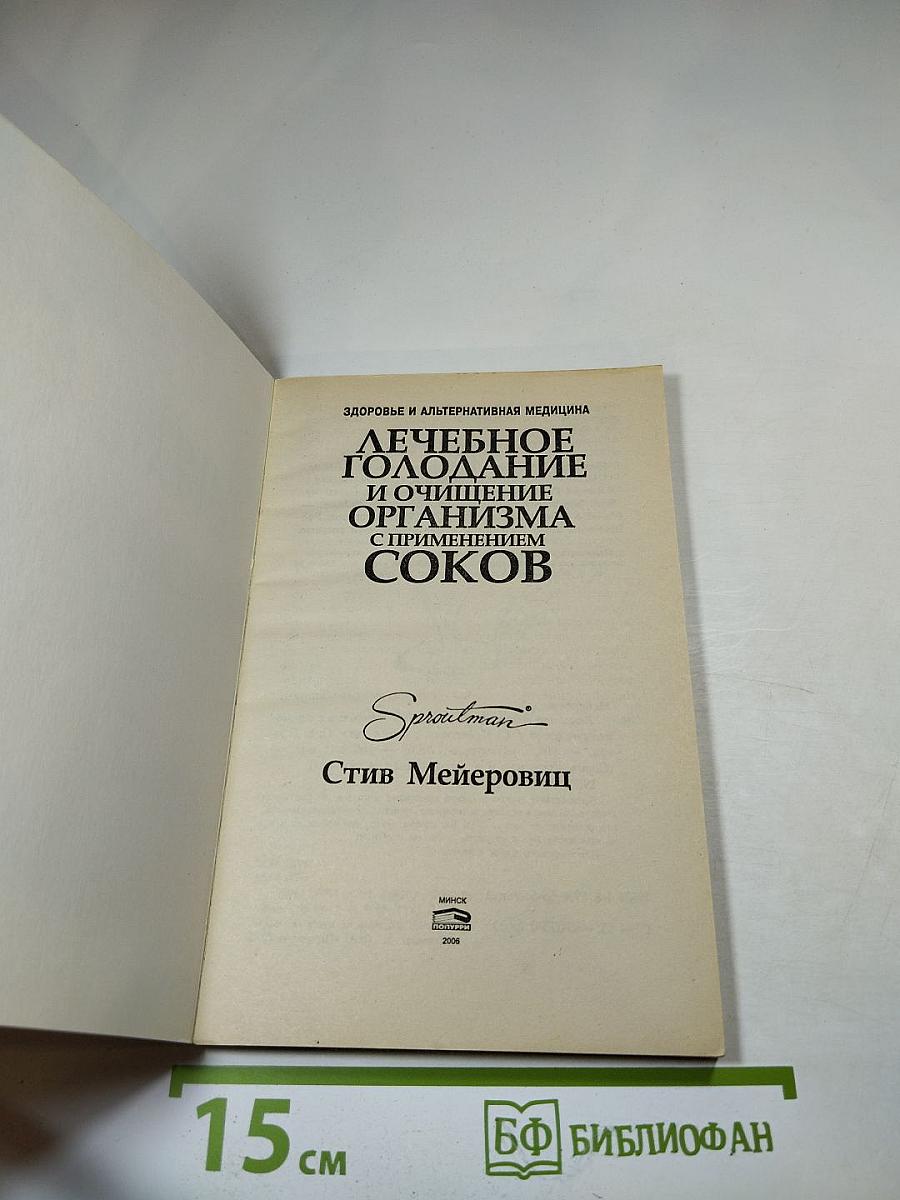 ЗДОРОВЬЕ И АЛЬТЕРНАТИВНАЯ МЕДИЦИНА
ЛЕЧЕБНОЕ
ГОЛОДАНИЕ
И ОЧИЩЕНИЕ
ОРГАНИЗМА
С ПРИМЕНЕНИЕМ
СОКОВ
Sproutman®
Стив Мейеровиц
МИНСК
ПОПУРРИ
2006
15 см
БФ БИБЛИОФАН